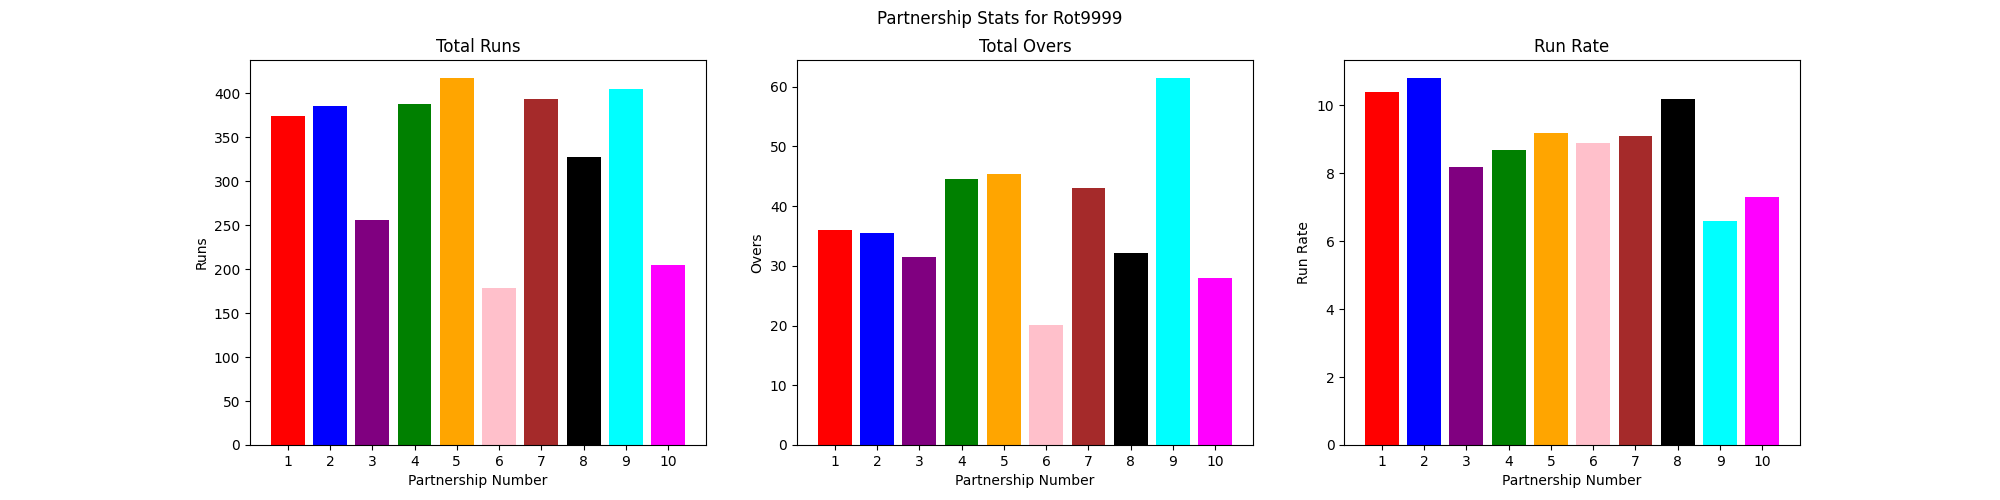 Partnership Stats for Rot9999
Total Runs
Runs
400
350
300
250
200
150
100
50
0
1 2 3 4 5 6 7 8 9 10
Partnership Number
Total Overs
Overs
60
50
40
30
20
10
0
1 2 3 4 5 6 7 8 9 10
Partnership Number
Run Rate
Run Rate
10
8
6
4
2
0
1 2 3 4 5 6 7 8 9 10
Partnership Number